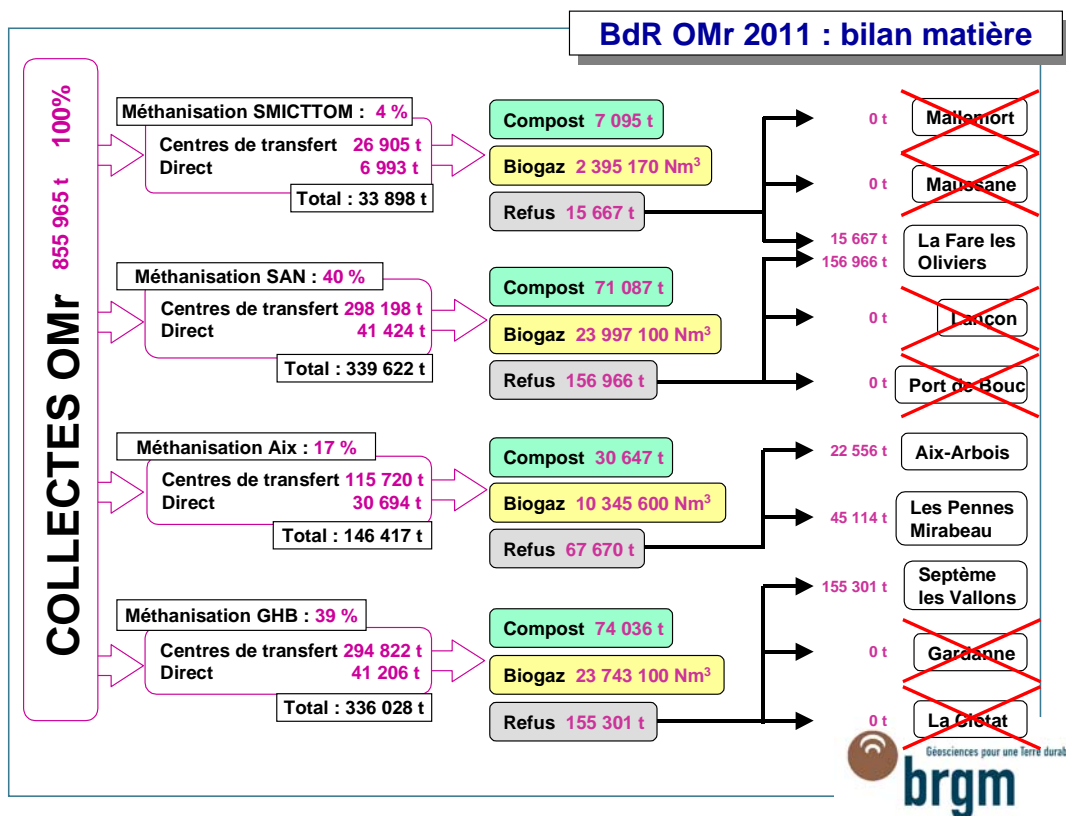 BdR OMr 2011 : bilan matière
COLLECTES OMr 855 965 t 100%
Méthanisation SMICTTOM : 4 %
Centres de transfert 26 905 t
Direct 6 993 t
Total : 33 898 t
Compost 7 095 t
Biogaz 2 395 170 Nm³
Refus 15 667 t
0 t Mallemort
0 t Maussane
15 667 t
156 966 t
La Fare les
Oliviers
Méthanisation SAN : 40 %
Centres de transfert 298 198 t
Direct 41 424 t
Total : 339 622 t
Compost 71 087 t
Biogaz 23 997 100 Nm³
Refus 156 966 t
0 t Lançon
0 t Port de Bouc
Méthanisation Aix : 17 %
Centres de transfert 115 720 t
Direct 30 694 t
Total : 146 417 t
Compost 30 647 t
Biogaz 10 345 600 Nm³
Refus 67 670 t
22 556 t Aix-Arbois
45 114 t
Les Pennes
Mirabeau
Méthanisation GHB : 39 %
Centres de transfert 294 822 t
Direct 41 206 t
Total : 336 028 t
Compost 74 036 t
Biogaz 23 743 100 Nm³
Refus 155 301 t
155 301 t
Septème
les Vallons
0 t Gardanne
0 t La Ciotat
Géosciences pour une Terre durab
brgm